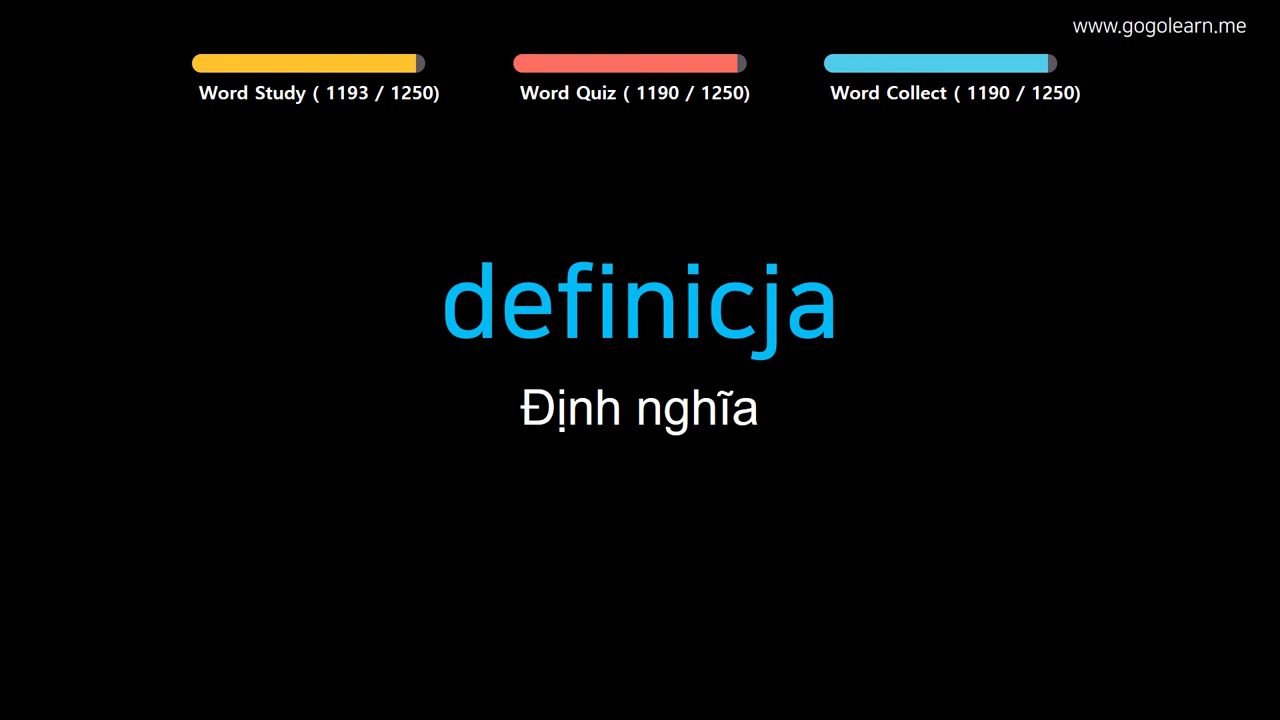 www.gogolearn.me
Word Study ( 1193 / 1250)
Word Quiz ( 1190 / 1250)
Word Collect ( 1190 / 1250)
definicja
Định nghĩa